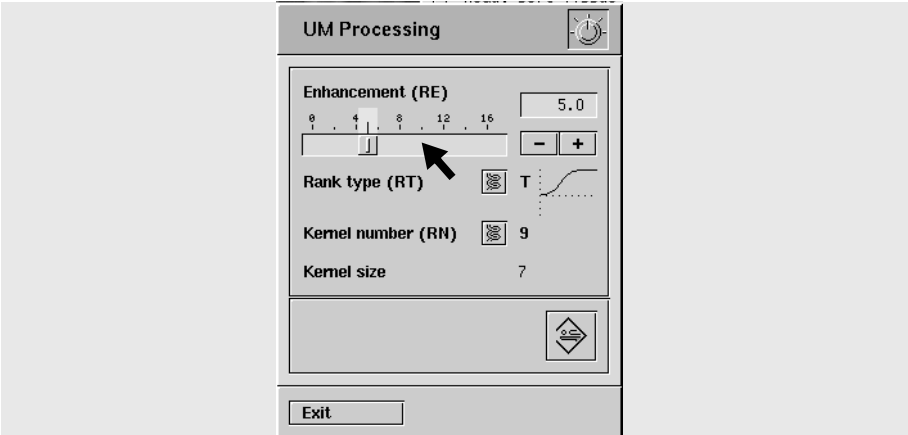 UM Processing
Enhancement (RE)
5.0
0 . 4 . 8 . 12 . 16
- +
Rank type (RT) T
Kernel number (RN) 9
Kernel size 7
Exit